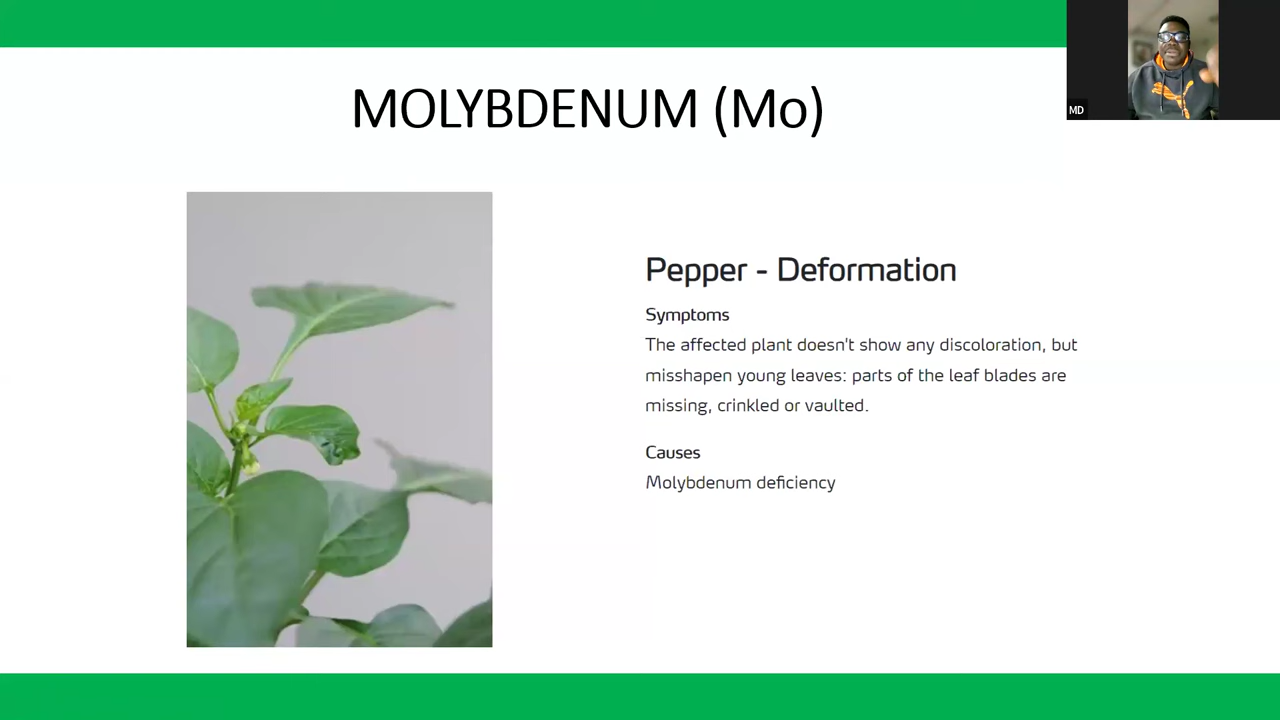 MOLYBDENUM (Mo)
MD
Pepper - Deformation
Symptoms
The affected plant doesn't show any discoloration, but
misshapen young leaves: parts of the leaf blades are
missing, crinkled or vaulted.
Causes
Molybdenum deficiency